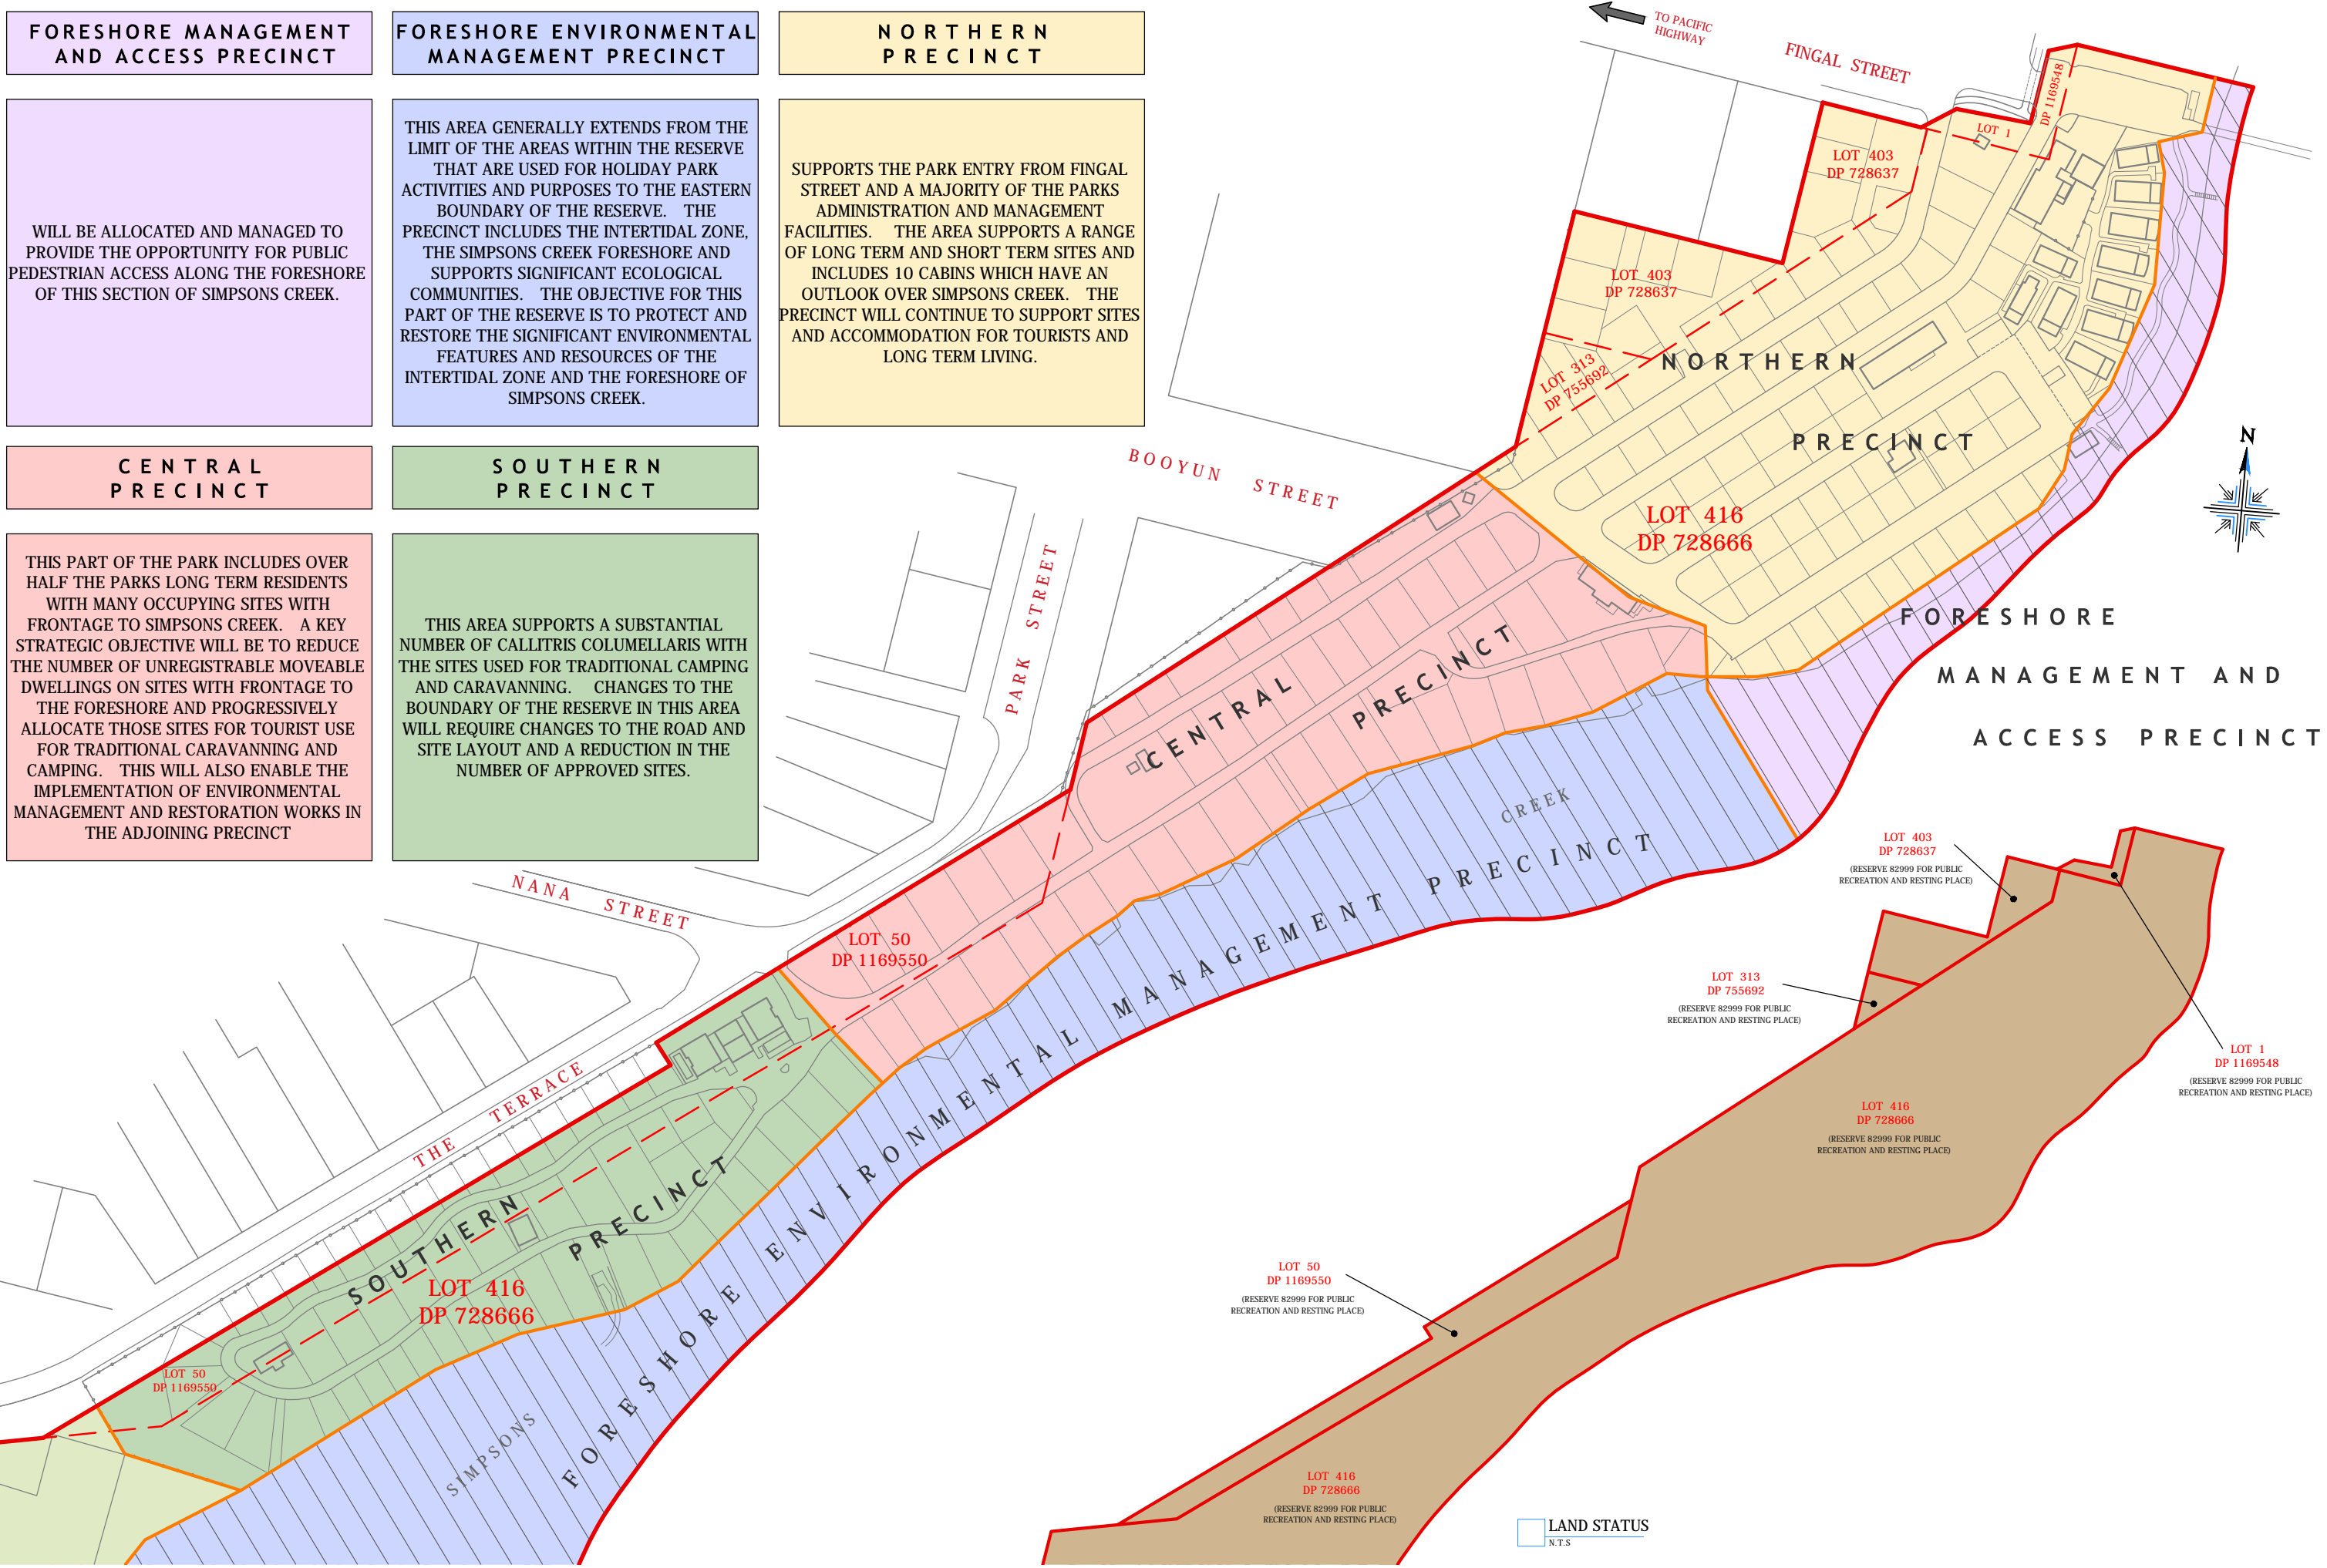 FORESHORE MANAGEMENT
AND ACCESS PRECINCT
WILL BE ALLOCATED AND MANAGED TO
PROVIDE THE OPPORTUNITY FOR PUBLIC
PEDESTRIAN ACCESS ALONG THE FORESHORE
OF THIS SECTION OF SIMPSONS CREEK.
FORESHORE ENVIRONMENTAL
MANAGEMENT PRECINCT
THIS AREA GENERALLY EXTENDS FROM THE
LIMIT OF THE AREAS WITHIN THE RESERVE
THAT ARE USED FOR HOLIDAY PARK
ACTIVITIES AND PURPOSES TO THE EASTERN
BOUNDARY OF THE RESERVE. THE
PRECINCT INCLUDES THE INTERTIDAL ZONE,
THE SIMPSONS CREEK FORESHORE AND
SUPPORTS SIGNIFICANT ECOLOGICAL
COMMUNITIES. THE OBJECTIVE FOR THIS
PART OF THE RESERVE IS TO PROTECT AND
RESTORE THE SIGNIFICANT ENVIRONMENTAL
FEATURES AND RESOURCES OF THE
INTERTIDAL ZONE AND THE FORESHORE OF
SIMPSONS CREEK.
NORTHERN
PRECINCT
SUPPORTS THE PARK ENTRY FROM FINGAL
STREET AND A MAJORITY OF THE PARKS
ADMINISTRATION AND MANAGEMENT
FACILITIES. THE AREA SUPPORTS A RANGE
OF LONG TERM AND SHORT TERM SITES AND
INCLUDES 10 CABINS WHICH HAVE AN
OUTLOOK OVER SIMPSONS CREEK. THE
PRECINCT WILL CONTINUE TO SUPPORT SITES
AND ACCOMMODATION FOR TOURISTS AND
LONG TERM LIVING.
CENTRAL
PRECINCT
THIS PART OF THE PARK INCLUDES OVER
HALF THE PARKS LONG TERM RESIDENTS
WITH MANY OCCUPYING SITES WITH
FRONTAGE TO SIMPSONS CREEK. A KEY
STRATEGIC OBJECTIVE WILL BE TO REDUCE
THE NUMBER OF UNREGISTRABLE MOVEABLE
DWELLINGS ON SITES WITH FRONTAGE TO
THE FORESHORE AND PROGRESSIVELY
ALLOCATE THOSE SITES FOR TOURIST USE
FOR TRADITIONAL CARAVANNING AND
CAMPING. THIS WILL ALSO ENABLE THE
IMPLEMENTATION OF ENVIRONMENTAL
MANAGEMENT AND RESTORATION WORKS IN
THE ADJOINING PRECINCT
SOUTHERN
PRECINCT
THIS AREA SUPPORTS A SUBSTANTIAL
NUMBER OF CALLITRIS COLUMELLARIS WITH
THE SITES USED FOR TRADITIONAL CAMPING
AND CARAVANNING. CHANGES TO THE
BOUNDARY OF THE RESERVE IN THIS AREA
WILL REQUIRE CHANGES TO THE ROAD AND
SITE LAYOUT AND A REDUCTION IN THE
NUMBER OF APPROVED SITES.
TO PACIFIC
HIGHWAY
FINGAL STREET
LOT 1
DP 1169548
LOT 403
DP 728637
LOT 403
DP 728637
LOT 313
DP 755692
NORTHERN
PRECINCT
LOT 416
DP 728666
N
BOOYUN STREET
PARK STREET
NANA STREET
THE TERRACE
CENTRAL PRECINCT
LOT 50
DP 1169550
FORESHORE
MANAGEMENT AND
ACCESS PRECINCT
SOUTHERN PRECINCT
LOT 416
DP 728666
LOT 50
DP 1169550
SIMPSONS CREEK
FORESHORE ENVIRONMENTAL MANAGEMENT PRECINCT
LOT 403
DP 728637
(RESERVE 82999 FOR PUBLIC
RECREATION AND RESTING PLACE)
LOT 313
DP 755692
(RESERVE 82999 FOR PUBLIC
RECREATION AND RESTING PLACE)
LOT 1
DP 1169548
(RESERVE 82999 FOR PUBLIC
RECREATION AND RESTING PLACE)
LOT 416
DP 728666
(RESERVE 82999 FOR PUBLIC
RECREATION AND RESTING PLACE)
LOT 50
DP 1169550
(RESERVE 82999 FOR PUBLIC
RECREATION AND RESTING PLACE)
LOT 416
DP 728666
(RESERVE 82999 FOR PUBLIC
RECREATION AND RESTING PLACE)
LAND STATUS
N.T.S